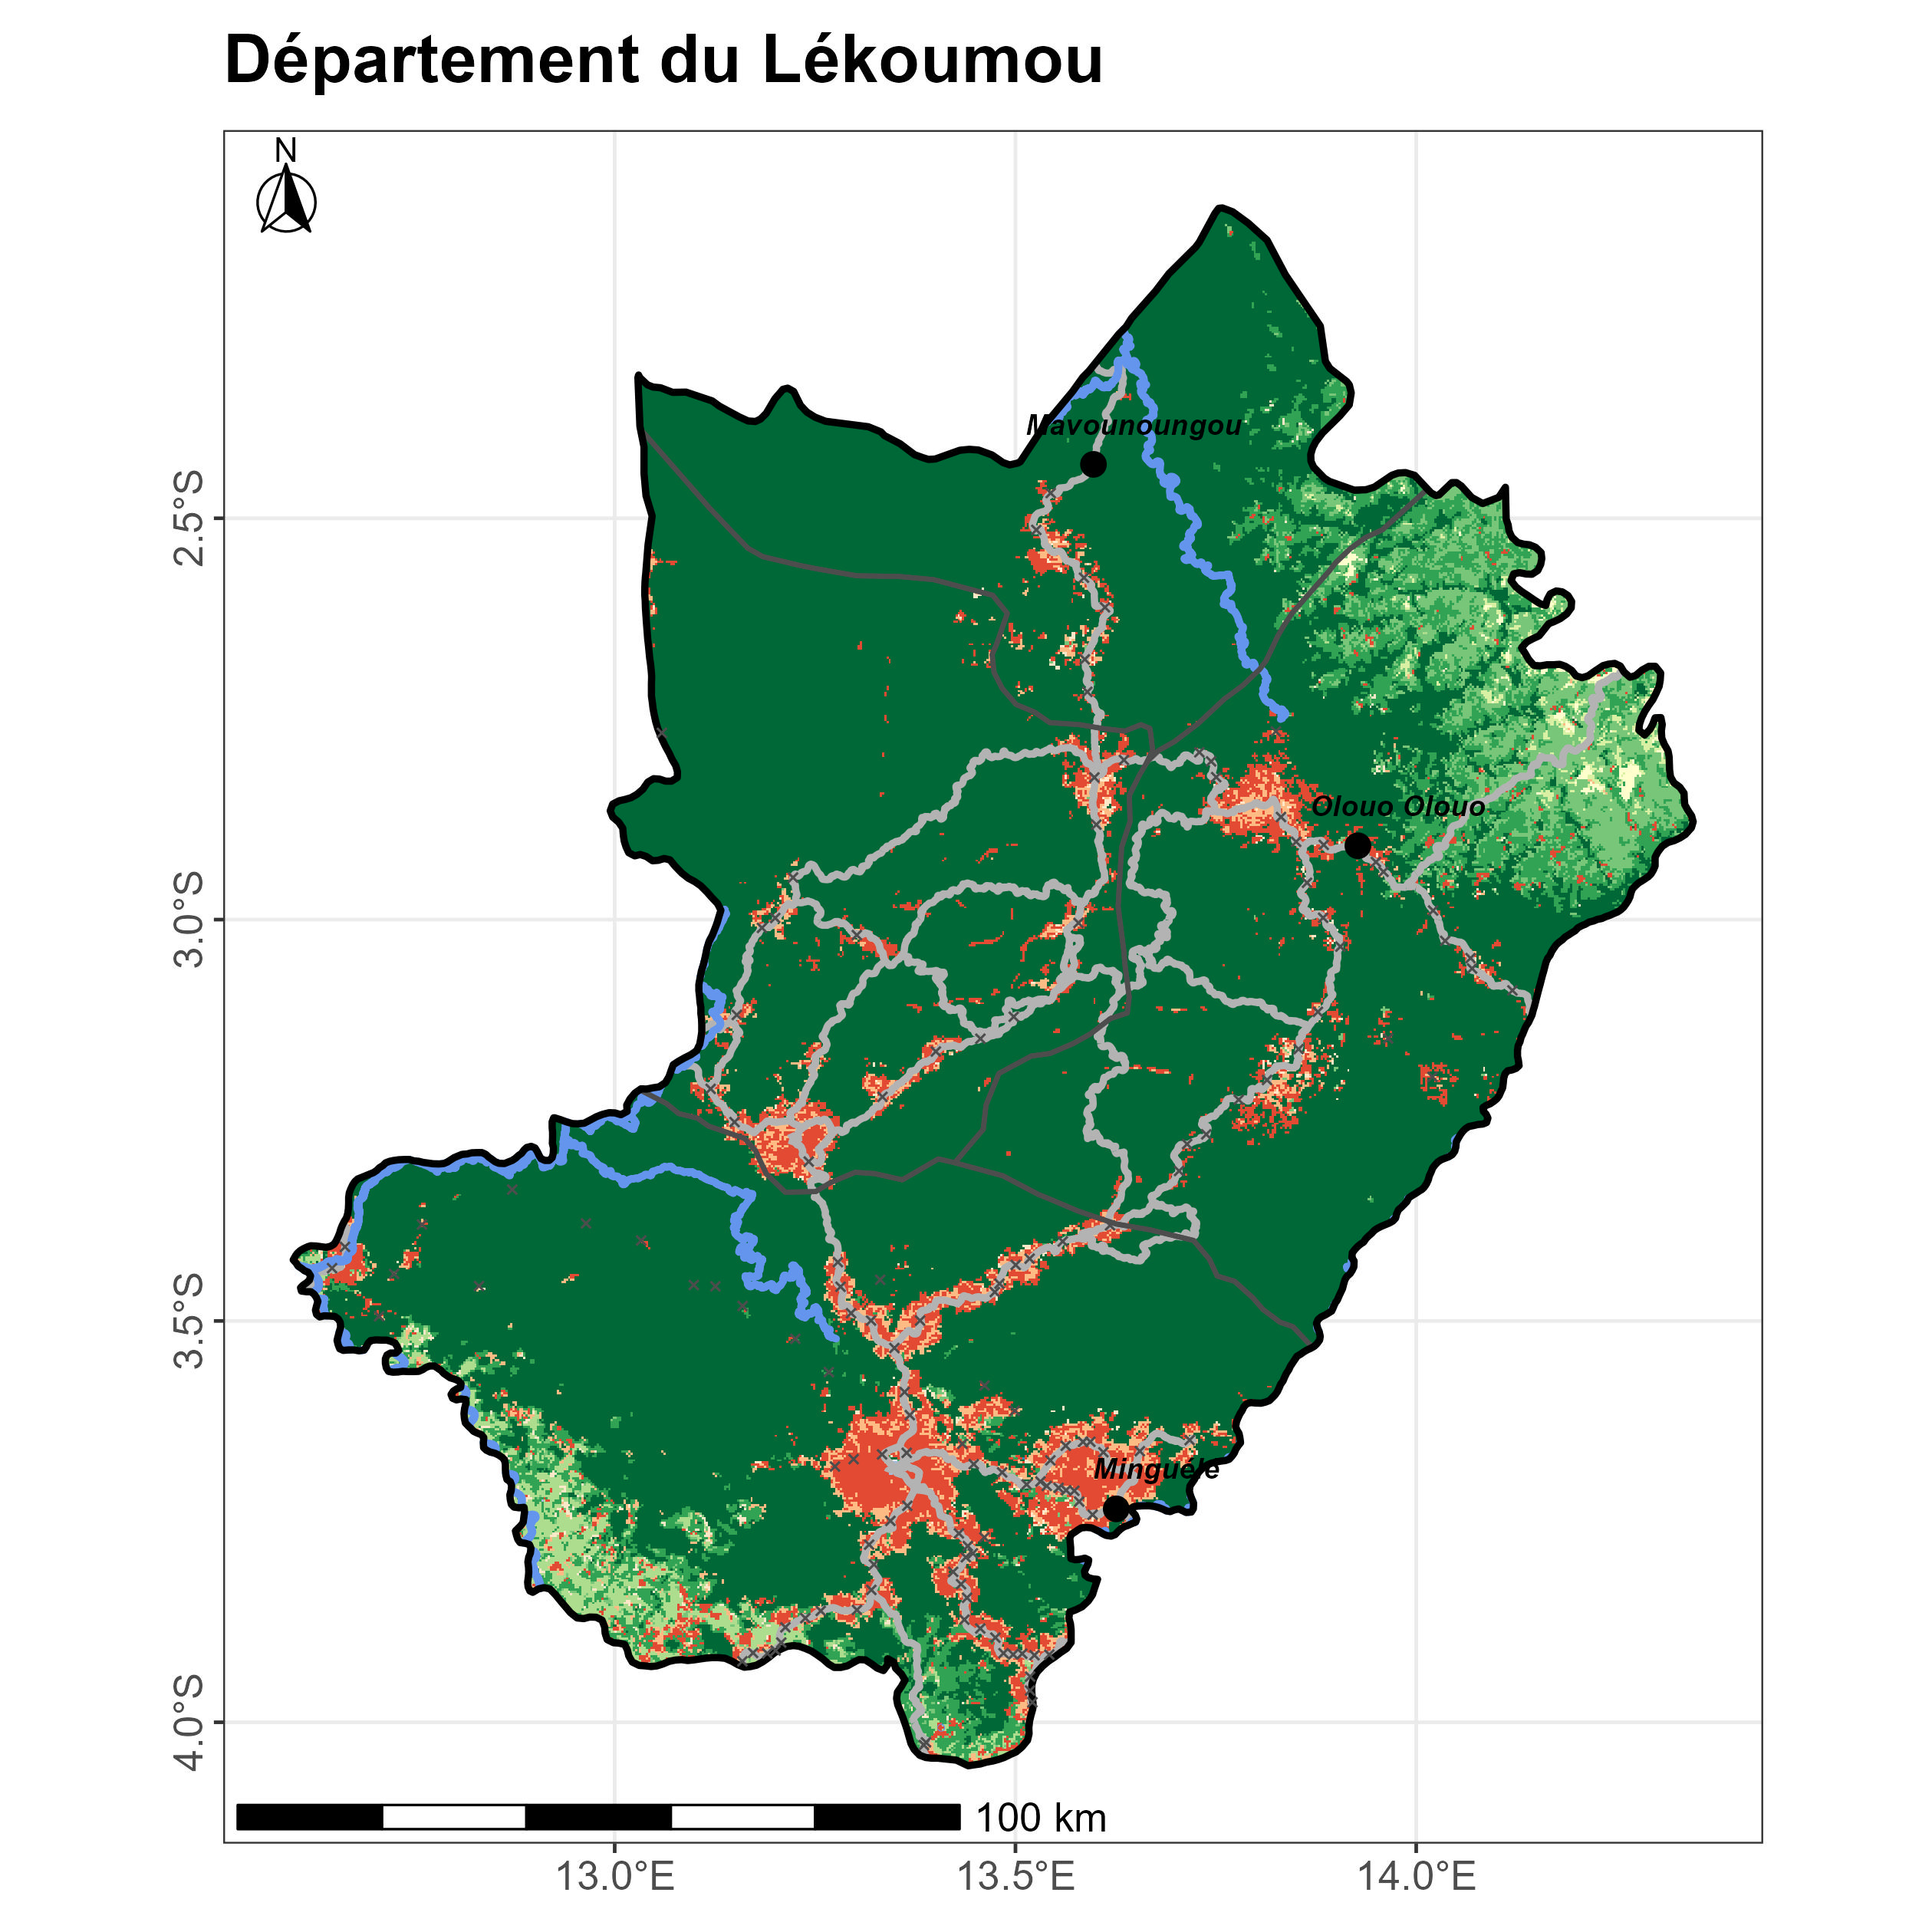 Département du Lékoumou
N
Mavounoungou
2.5°S
Olouo Olouo
3.0°S
3.5°S
Minguélé
4.0°S
100 km
13.0°E
13.5°E
14.0°E